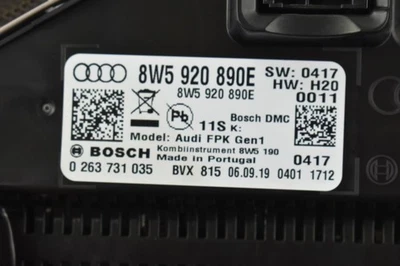 8W5 920 890E SW: 0417
8W5 920 890E HW: H20
0011
Bosch DMC
Pb 11S K:
Model: Audi FPK Gen1
BOSCH Kombiinstrument 8W5 190
Made in Portugal 0417
0 263 731 035 BVX 815 06.09.19 0401 1712